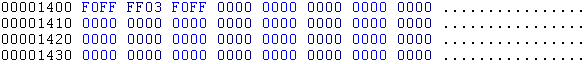 00001400 F0FF FF03 F0FF 0000 0000 0000 0000 0000 ................
00001410 0000 0000 0000 0000 0000 0000 0000 0000 ................
00001420 0000 0000 0000 0000 0000 0000 0000 0000 ................
00001430 0000 0000 0000 0000 0000 0000 0000 0000 ................